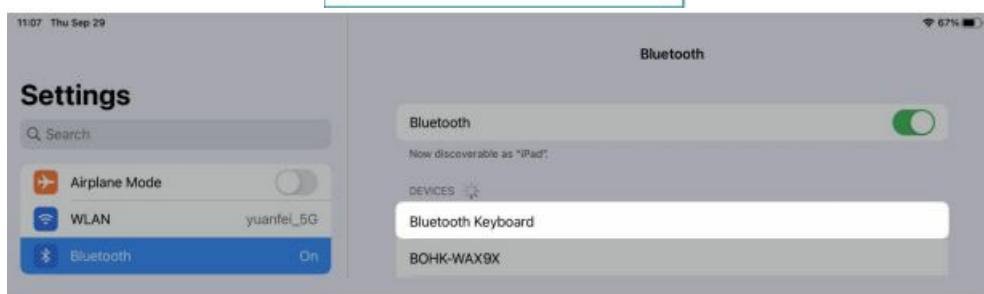 11:07 Thu Sep 29
67%
Settings
Search
Airplane Mode
WLAN yuanfei_5G
Bluetooth On
Bluetooth
Bluetooth
Now discoverable as "iPad".
DEVICES
Bluetooth Keyboard
BOHK-WAX9X